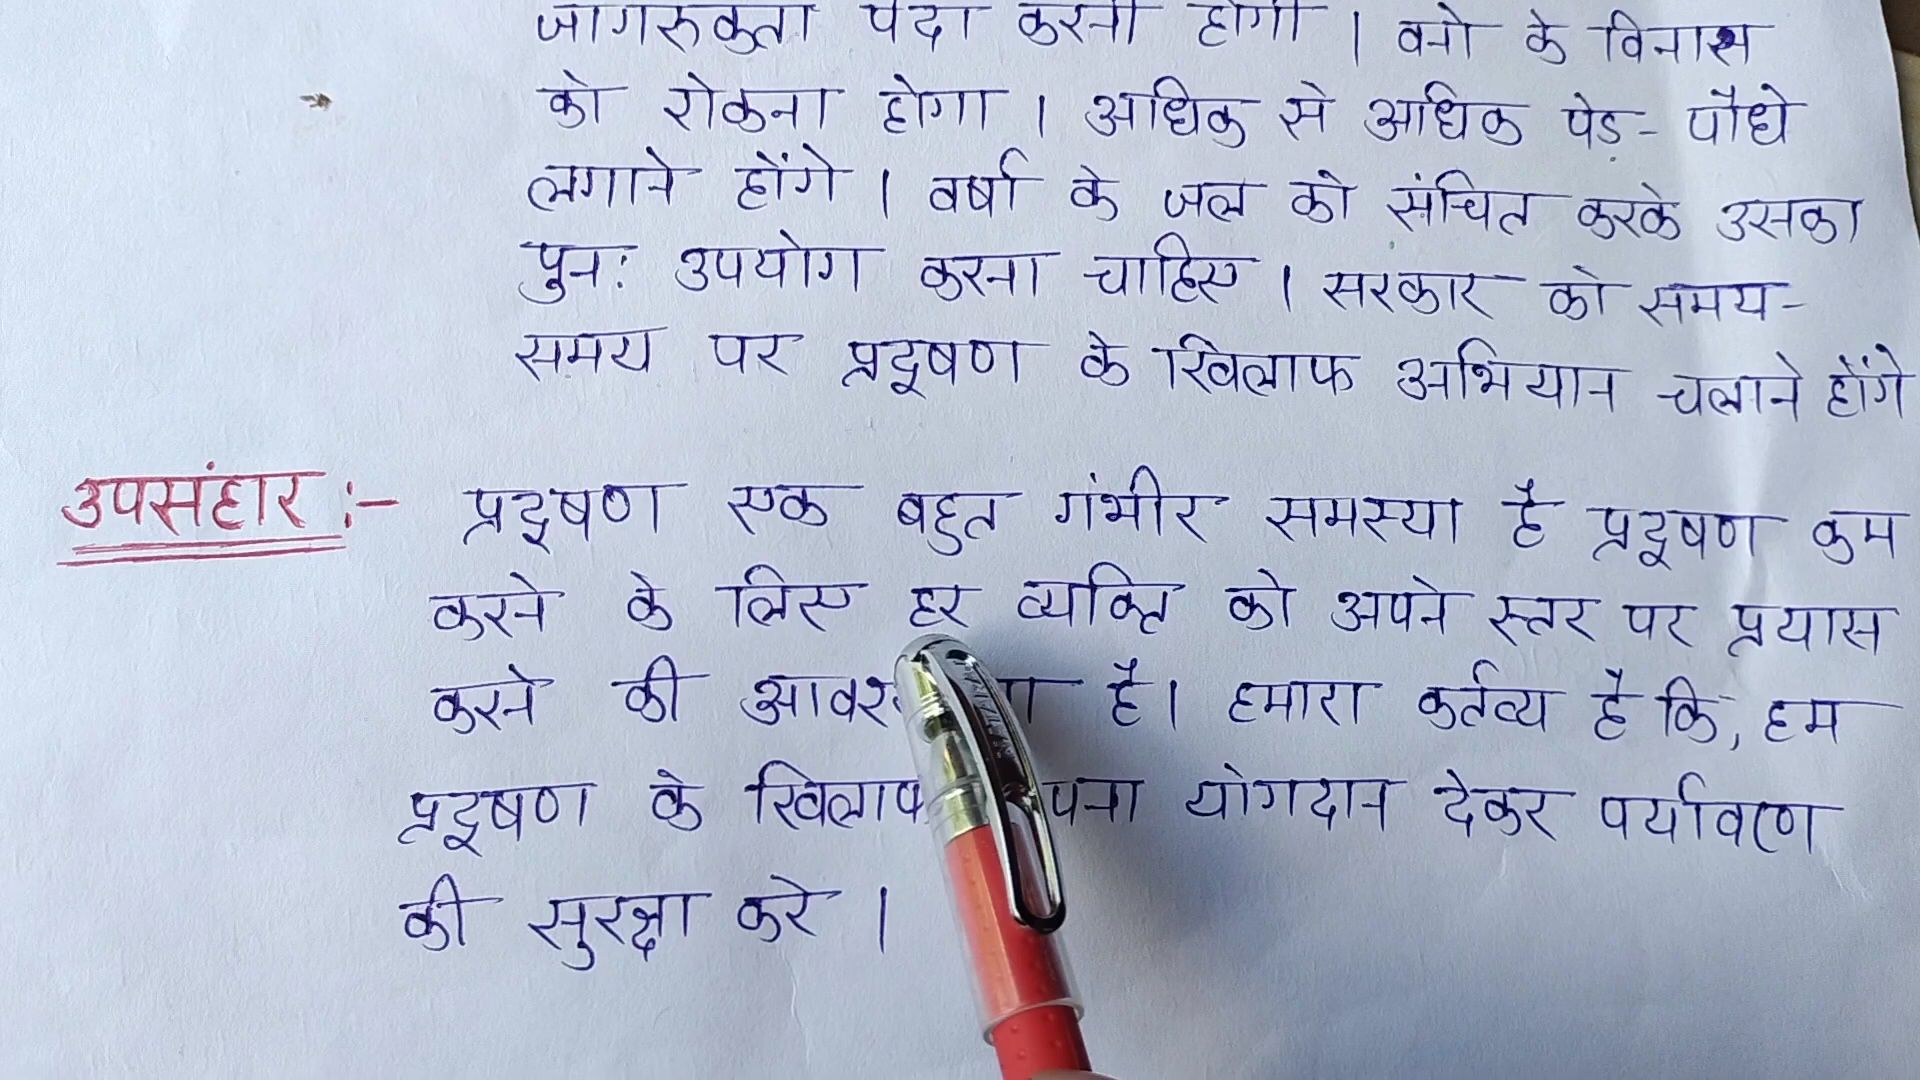 जागरुकता पैदा करनी होगी । वनो के विनाश
को रोकना होगा । अधिक से अधिक पेड़ - पौधे
लगाने होंगे । वर्षा के जल को संचित करके उसका
पुनः उपयोग करना चाहिए । सरकार को समय-
समय पर प्रदूषण के खिलाफ अभियान चलाने होंगे
उपसंहार :- प्रदूषण एक बहुत गंभीर समस्या है प्रदूषण कम
करने के लिए हर व्यक्ति को अपने स्तर पर प्रयास
करने की है। हमारा कर्तव्य है कि, हम
प्रदूषण के खिलाफ योगदान देकर पर्यावरण
की सुरक्षा करे ।